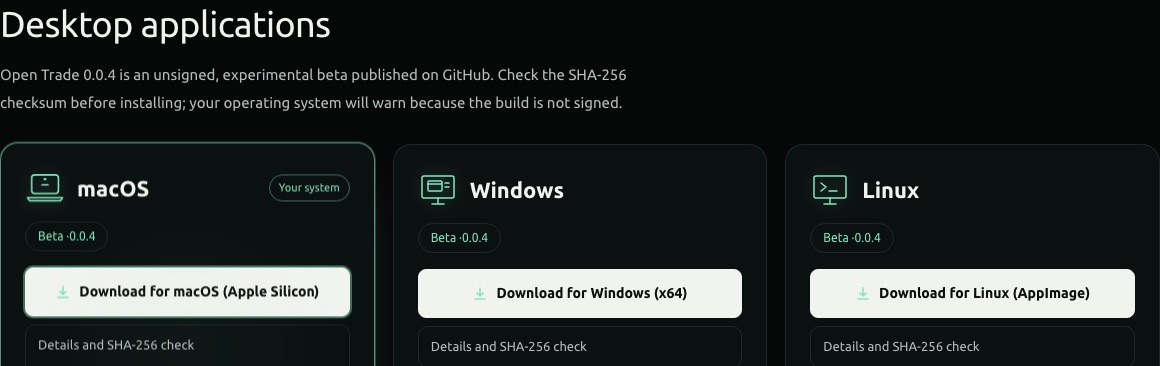 Desktop applications
Open Trade 0.0.4 is an unsigned, experimental beta published on GitHub. Check the SHA-256
checksum before installing; your operating system will warn because the build is not signed.
macOS
Your system
Beta ·0.0.4
Download for macOS (Apple Silicon)
Details and SHA-256 check
Windows
Beta ·0.0.4
Download for Windows (x64)
Details and SHA-256 check
Linux
Beta ·0.0.4
Download for Linux (AppImage)
Details and SHA-256 check